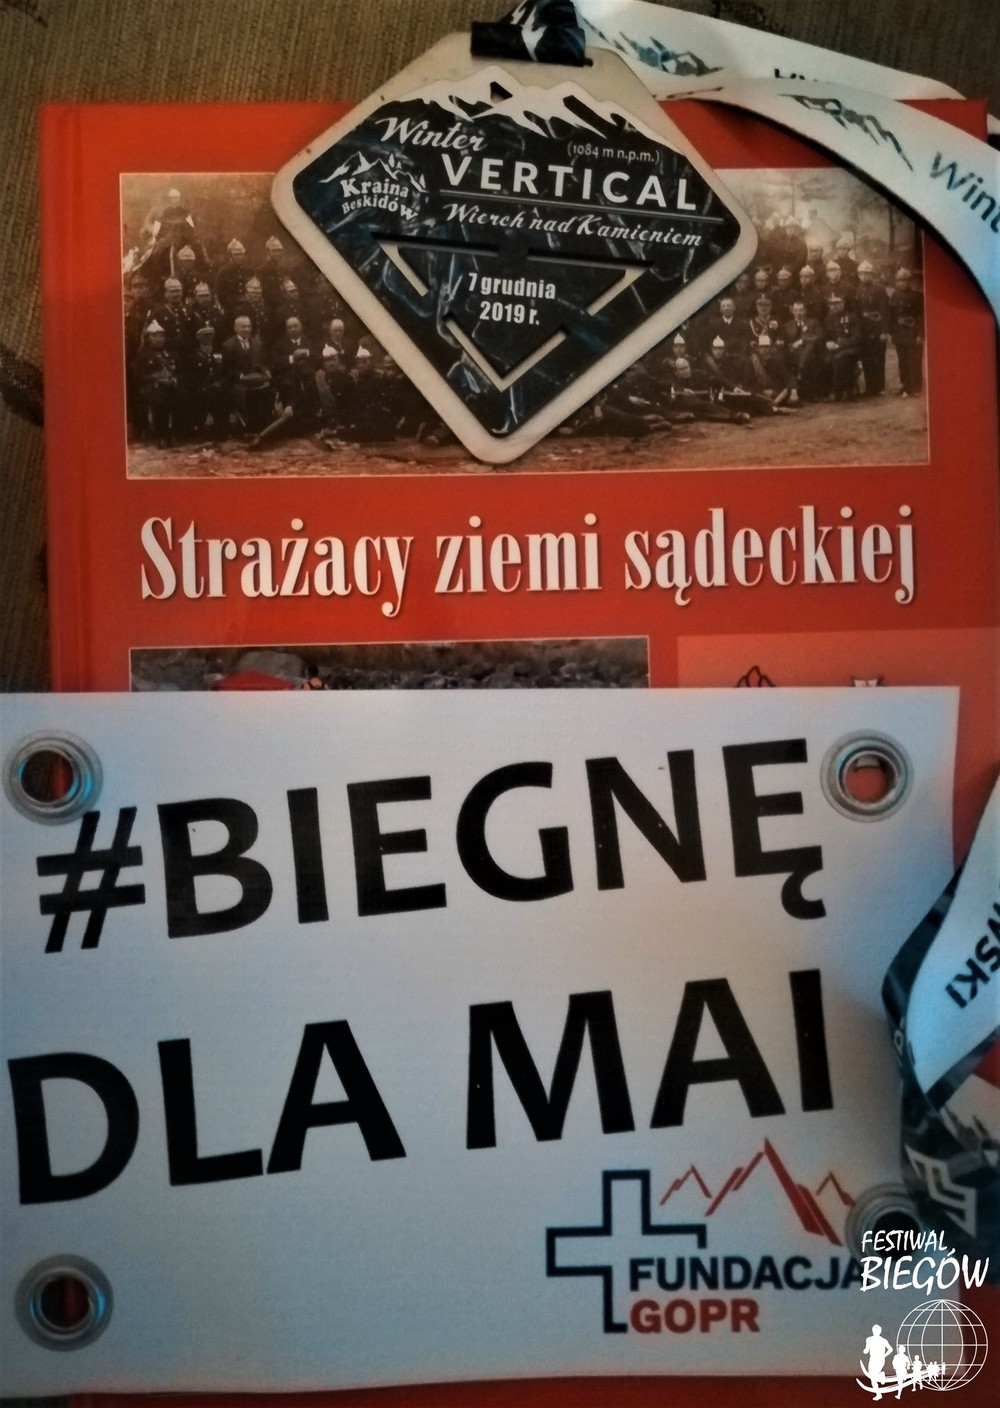 Winter
(1084 m n.p.m.)
VERTICAL
Kraina
Beskidów
Wierch nad Kamieniem
7 grudnia
2019 r.
Strażacy ziemi sądeckiej
#BIEGNĘ
DLA MAI
FUNDACJA
GOPR
FESTIWAL
BIEGÓW